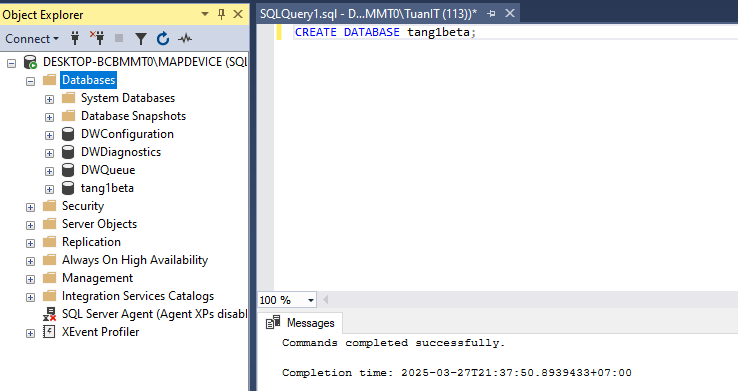 Object Explorer
Connect
DESKTOP-BCBMMT0\MAPDEVICE (SQL
Databases
System Databases
Database Snapshots
DWConfiguration
DWDiagnostics
DWQueue
tang1beta
Security
Server Objects
Replication
Always On High Availability
Management
Integration Services Catalogs
SQL Server Agent (Agent XPs disabl
XEvent Profiler
SQLQuery1.sql - D...MMT0\TuanIT (113))*
CREATE DATABASE tang1beta;
100 %
Messages
Commands completed successfully.
Completion time: 2025-03-27T21:37:50.8939433+07:00